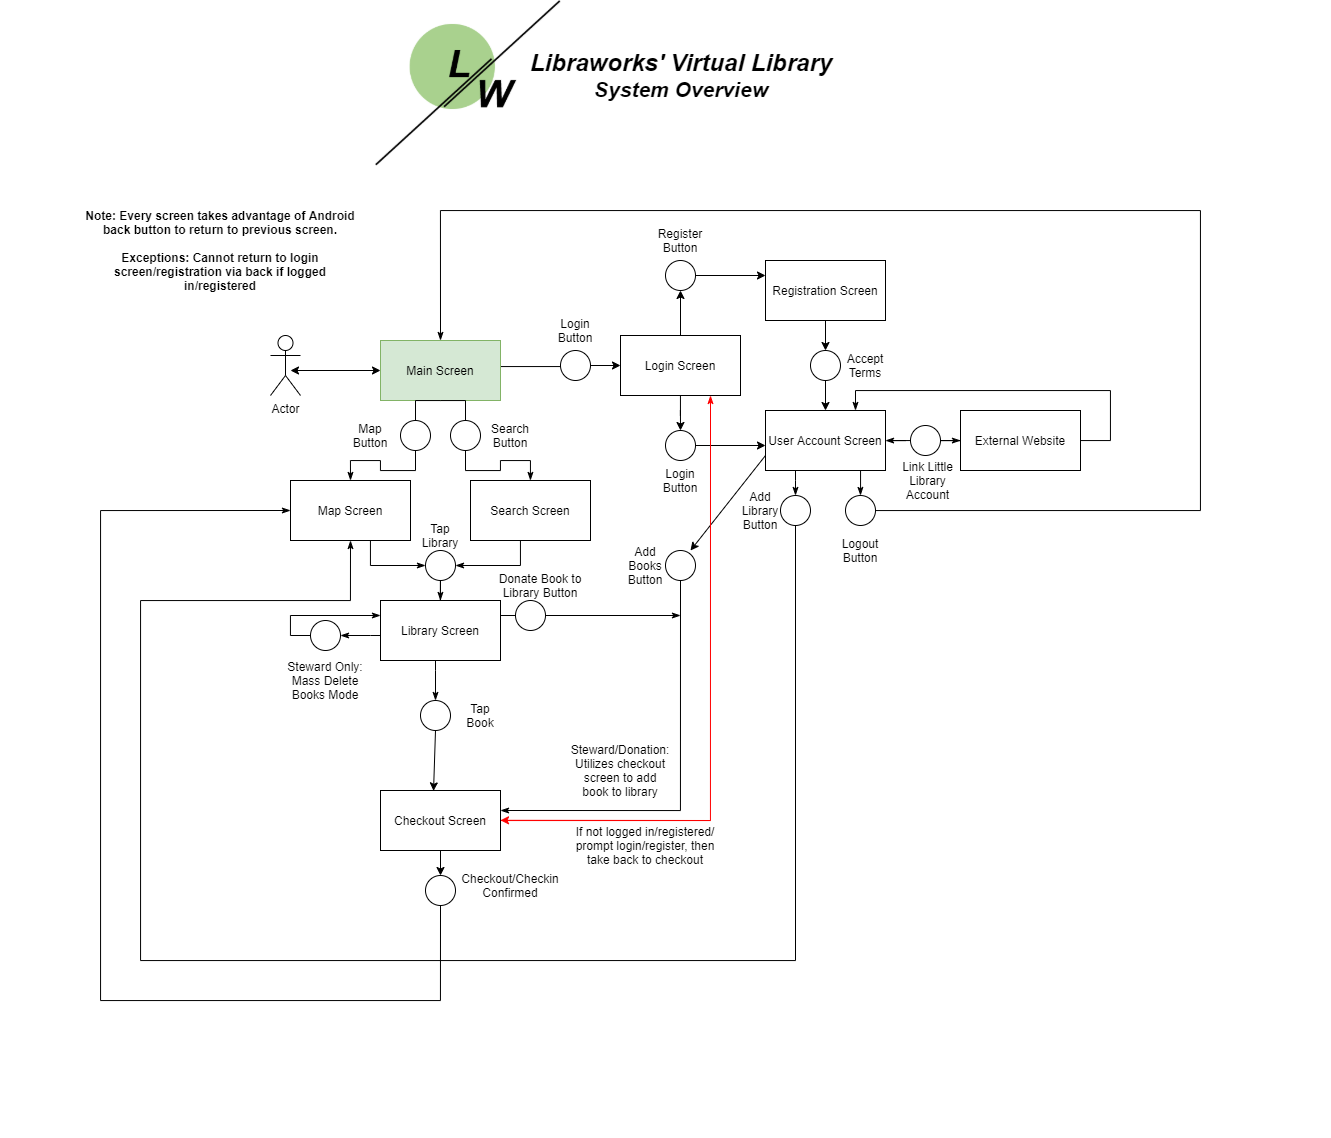 L
W
Libraworks' Virtual Library
System Overview
Note: Every screen takes advantage of Android
back button to return to previous screen.
Exceptions: Cannot return to login
screen/registration via back if logged
in/registered
Register
Button
Registration Screen
Login
Button
Actor
Main Screen
Login Screen
Accept
Terms
Map
Button
Search
Button
Login
Button
User Account Screen
Link Little
Library
Account
External Website
Map Screen
Search Screen
Add
Library
Button
Logout
Button
Tap
Library
Add
Books
Button
Donate Book to
Library Button
Library Screen
Steward Only:
Mass Delete
Books Mode
Tap
Book
Steward/Donation:
Utilizes checkout
screen to add
book to library
Checkout Screen
If not logged in/registered/
prompt login/register, then
take back to checkout
Checkout/Checkin
Confirmed